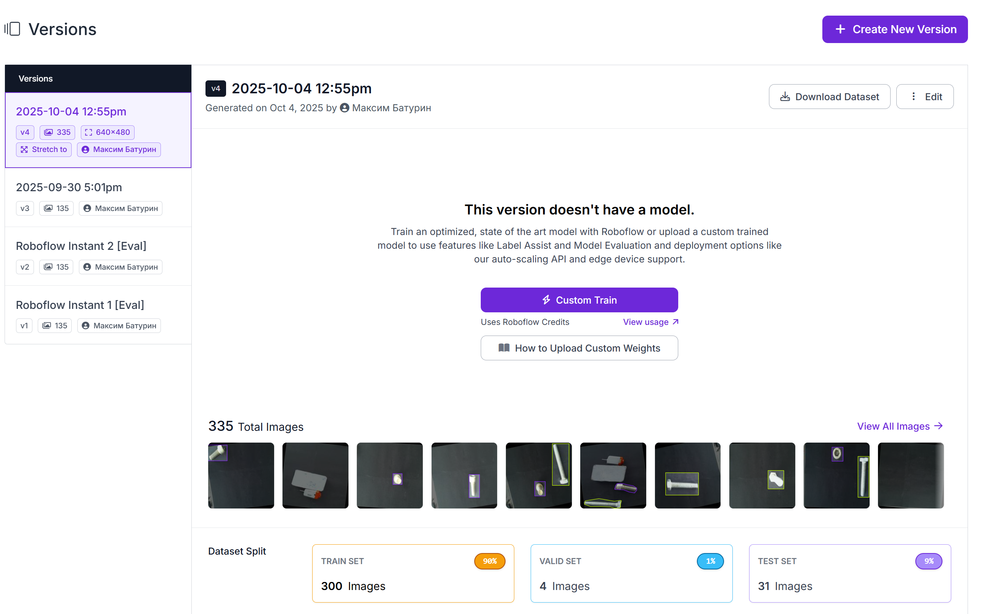 Versions
+ Create New Version
Versions
2025-10-04 12:55pm
v4 335 640×480
Stretch to Максим Батурин
2025-09-30 5:01pm
v3 135 Максим Батурин
Roboflow Instant 2 [Eval]
v2 135 Максим Батурин
Roboflow Instant 1 [Eval]
v1 135 Максим Батурин
v4 2025-10-04 12:55pm
Generated on Oct 4, 2025 by Максим Батурин
Download Dataset
Edit
This version doesn't have a model.
Train an optimized, state of the art model with Roboflow or upload a custom trained
model to use features like Label Assist and Model Evaluation and deployment options like
our auto-scaling API and edge device support.
Custom Train
Uses Roboflow Credits View usage
How to Upload Custom Weights
335 Total Images
View All Images
Dataset Split
TRAIN SET 90%
300 Images
VALID SET 1%
4 Images
TEST SET 9%
31 Images